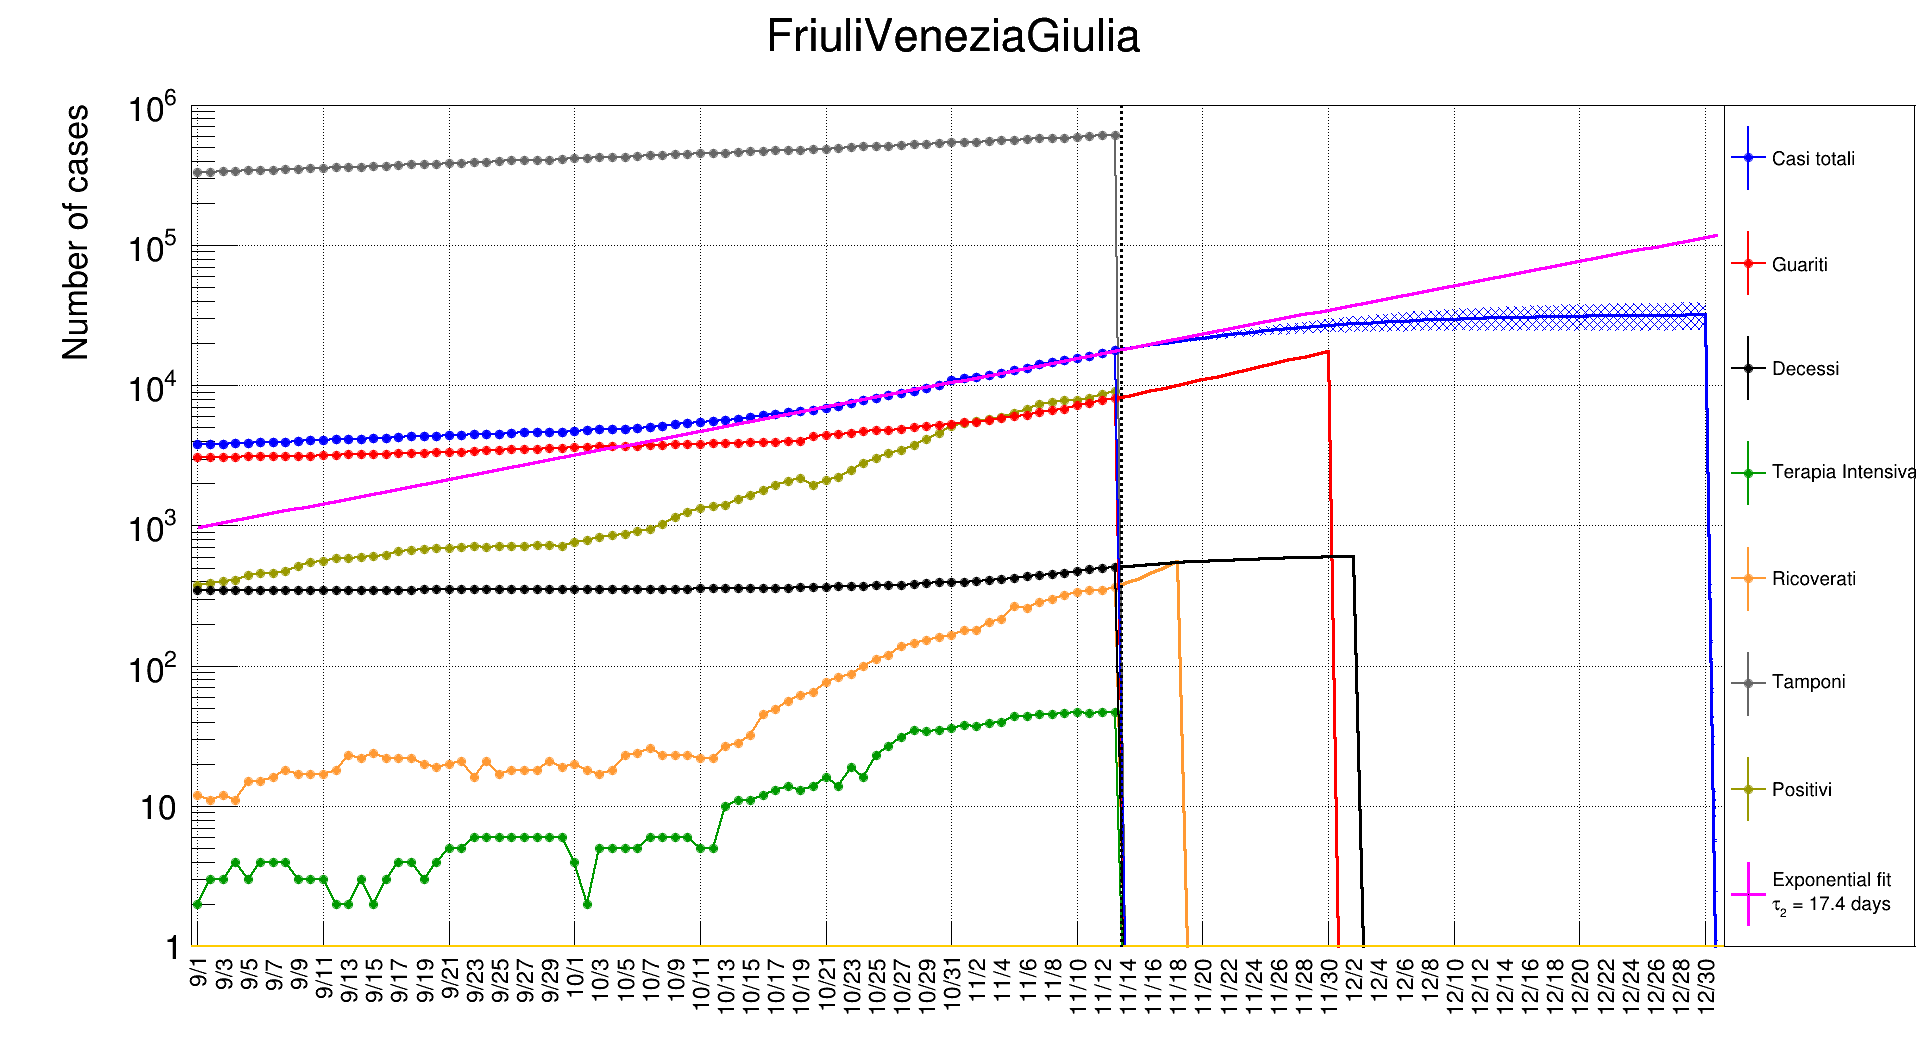 FriuliVeneziaGiulia
Number of cases
10^6
10^5
10^4
10^3
10^2
10
1
9/1 9/3 9/5 9/7 9/9 9/11 9/13 9/15 9/17 9/19 9/21 9/23 9/25 9/27 9/29 10/1 10/3 10/5 10/7 10/9 10/11 10/13 10/15 10/17 10/19 10/21 10/23 10/25 10/27 10/29 10/31 11/2 11/4 11/6 11/8 11/10 11/12 11/14 11/16 11/18 11/20 11/22 11/24 11/26 11/28 11/30 12/2 12/4 12/6 12/8 12/10 12/12 12/14 12/16 12/18 12/20 12/22 12/24 12/26 12/28 12/30
Casi totali
Guariti
Decessi
Terapia Intensiva
Ricoverati
Tamponi
Positivi
Exponential fit
τ₂ = 17.4 days